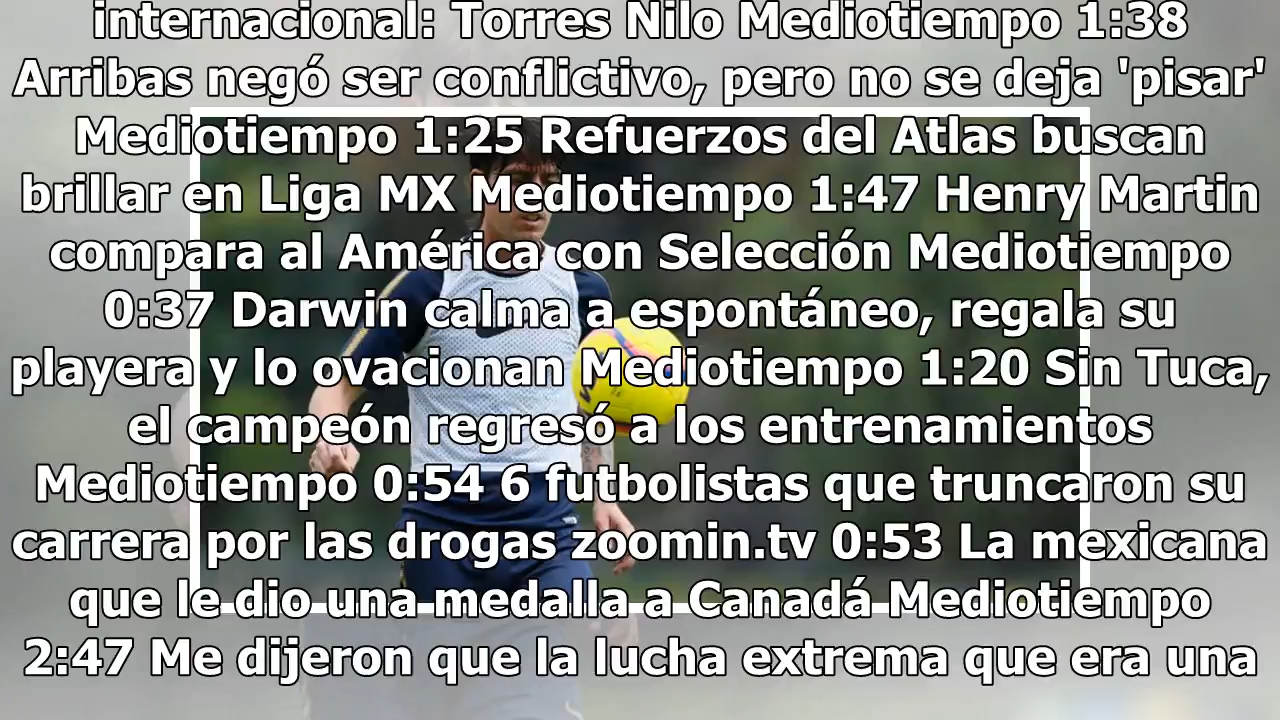 internacional: Torres Nilo Mediotiempo 1:38
Arribas negó ser conflictivo, pero no se deja 'pisar'
Mediotiempo 1:25 Refuerzos del Atlas buscan
brillar en Liga MX Mediotiempo 1:47 Henry Martin
compara al América con Selección Mediotiempo
0:37 Darwin calma a espontáneo, regala su
playera y lo ovacionan Mediotiempo 1:20 Sin Tuca,
el campeón regresó a los entrenamientos
Mediotiempo 0:54 6 futbolistas que truncaron su
carrera por las drogas zoomin.tv 0:53 La mexicana
que le dio una medalla a Canadá Mediotiempo
2:47 Me dijeron que la lucha extrema que era una